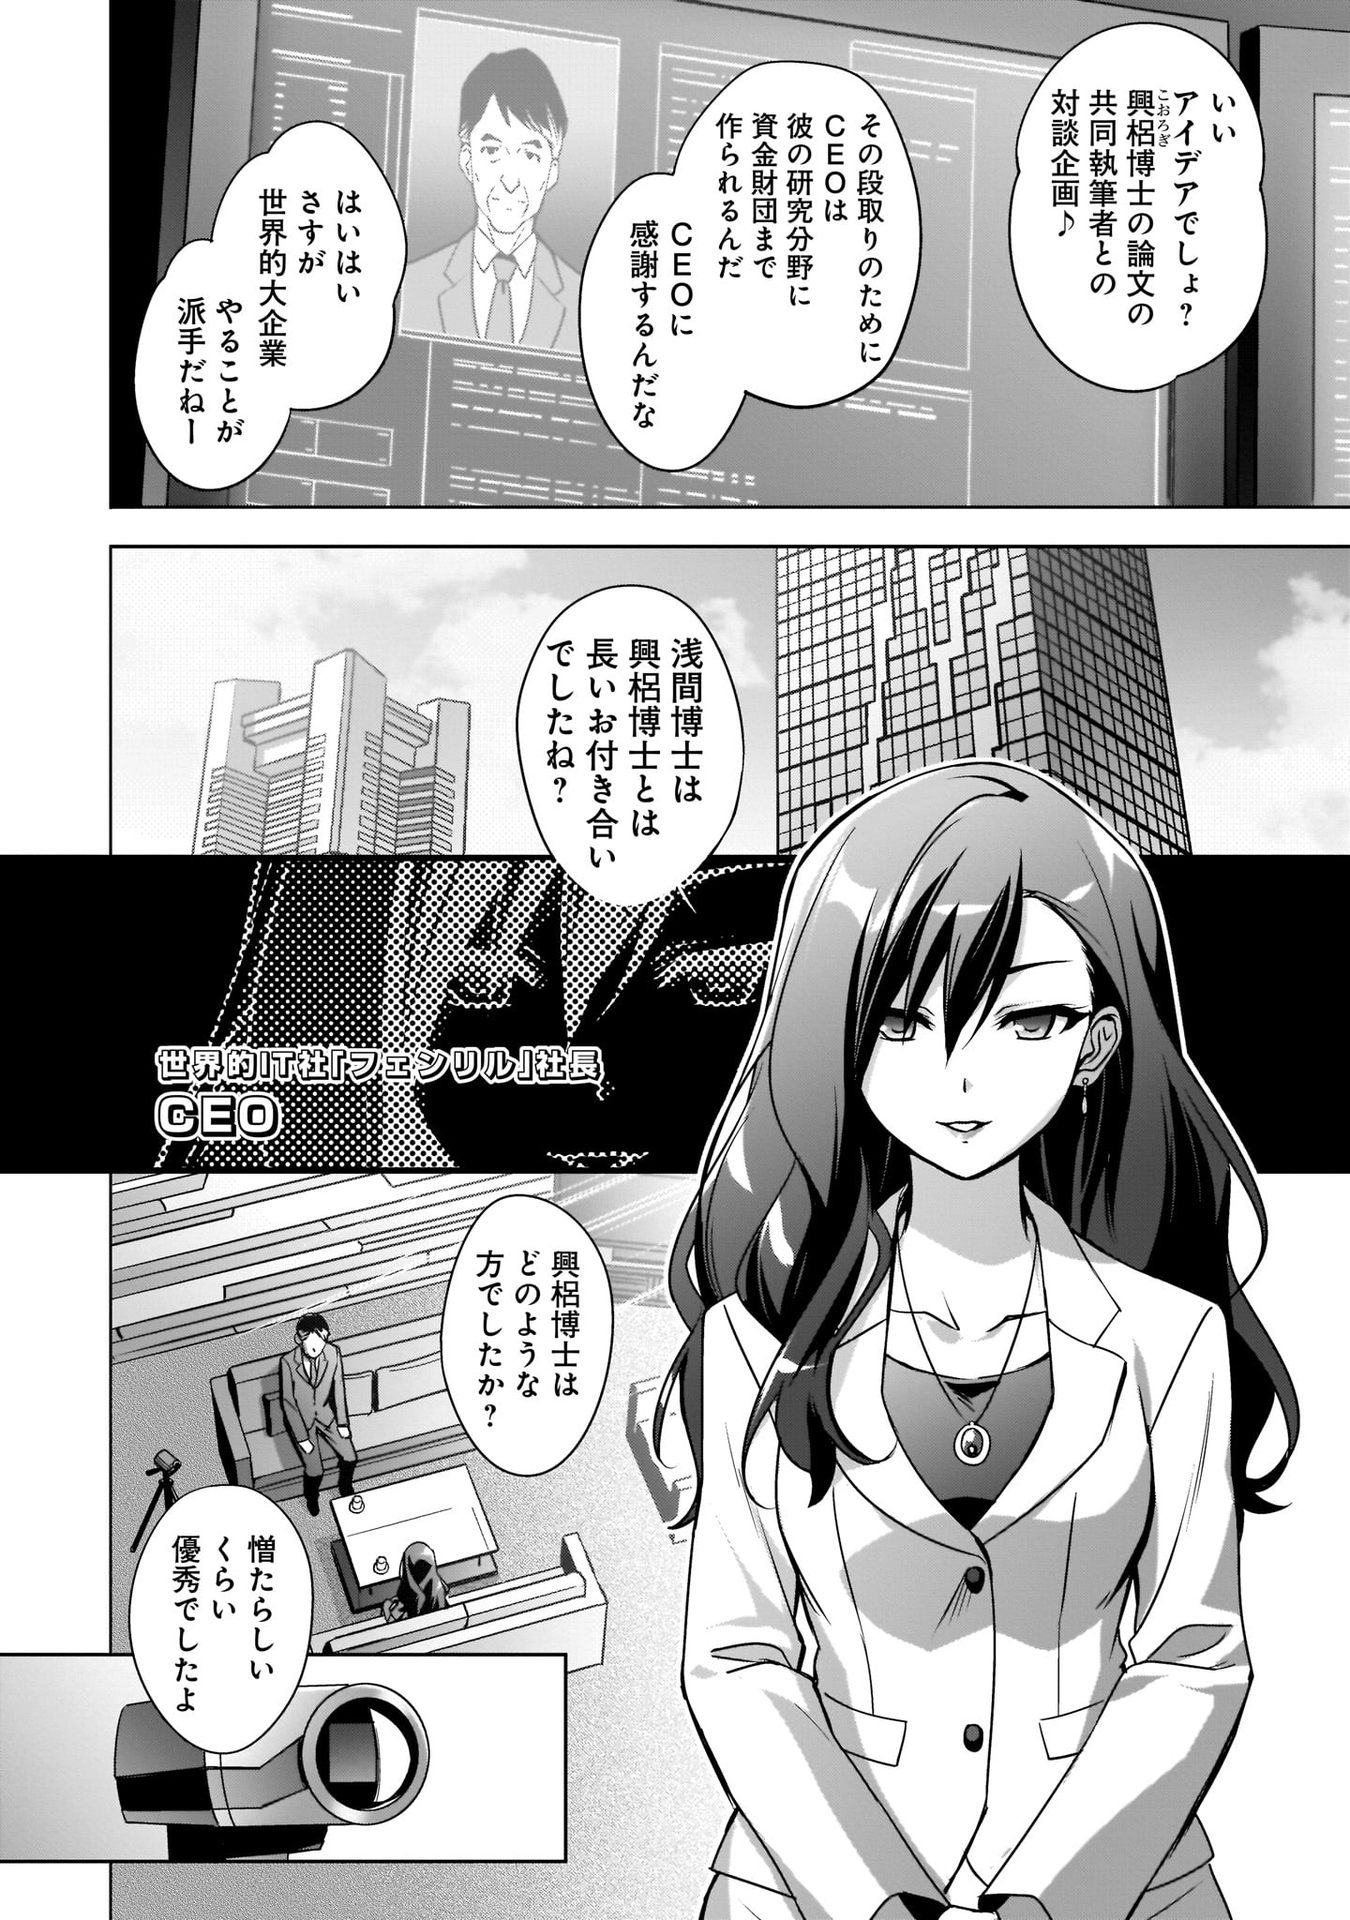 いい
アイデアでしょ?
興梠博士の論文の
こおろぎ
共同執筆者との
対談企画♪
その段取りのために
CEOは
彼の研究分野に
資金財団まで
作られるんだ
CEOに
感謝するんだな
はいはい
さすが
世界的大企業
やることが
派手だねー
浅間博士は
興梠博士とは
長いお付き合い
でしたね?
世界的IT社『フェンリル』社長
CEO
興梠博士は
どのような
方でしたか?
憎たらしい
くらい
優秀でしたよ